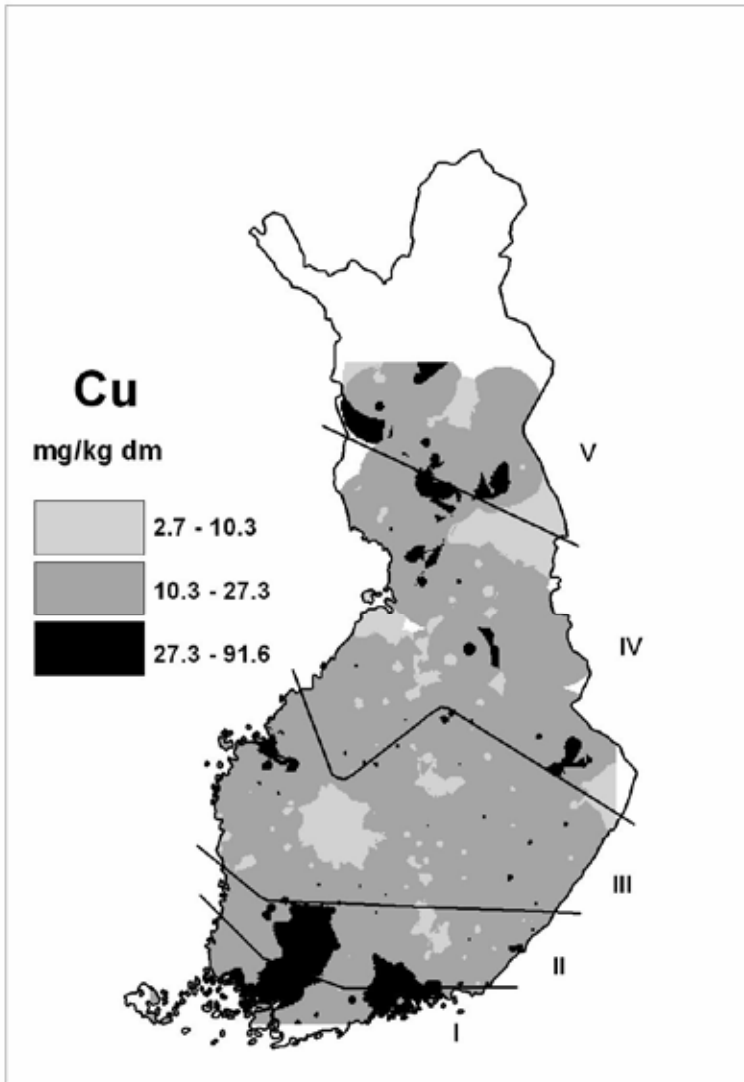 Cu
mg/kg dm
2.7 - 10.3
10.3 - 27.3
27.3 - 91.6
V
IV
III
II
I